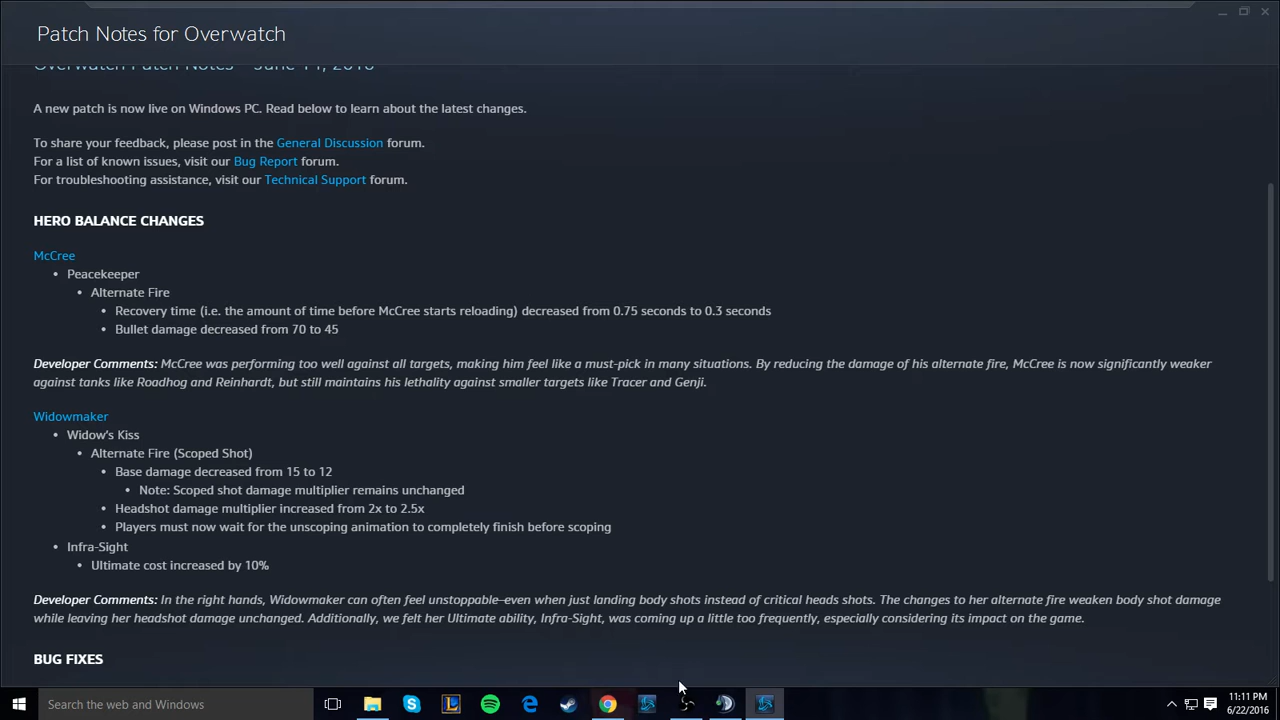 Patch Notes for Overwatch
Overwatch Patch Notes – June 14, 2016
A new patch is now live on Windows PC. Read below to learn about the latest changes.
To share your feedback, please post in the General Discussion forum.
For a list of known issues, visit our Bug Report forum.
For troubleshooting assistance, visit our Technical Support forum.
HERO BALANCE CHANGES
McCree
• Peacekeeper
• Alternate Fire
• Recovery time (i.e. the amount of time before McCree starts reloading) decreased from 0.75 seconds to 0.3 seconds
• Bullet damage decreased from 70 to 45
Developer Comments: McCree was performing too well against all targets, making him feel like a must-pick in many situations. By reducing the damage of his alternate fire, McCree is now significantly weaker
against tanks like Roadhog and Reinhardt, but still maintains his lethality against smaller targets like Tracer and Genji.
Widowmaker
• Widow's Kiss
• Alternate Fire (Scoped Shot)
• Base damage decreased from 15 to 12
• Note: Scoped shot damage multiplier remains unchanged
• Headshot damage multiplier increased from 2x to 2.5x
• Players must now wait for the unscoping animation to completely finish before scoping
• Infra-Sight
• Ultimate cost increased by 10%
Developer Comments: In the right hands, Widowmaker can often feel unstoppable—even when just landing body shots instead of critical heads shots. The changes to her alternate fire weaken body shot damage
while leaving her headshot damage unchanged. Additionally, we felt her Ultimate ability, Infra-Sight, was coming up a little too frequently, especially considering its impact on the game.
BUG FIXES
Search the web and Windows
11:11 PM
6/22/2016